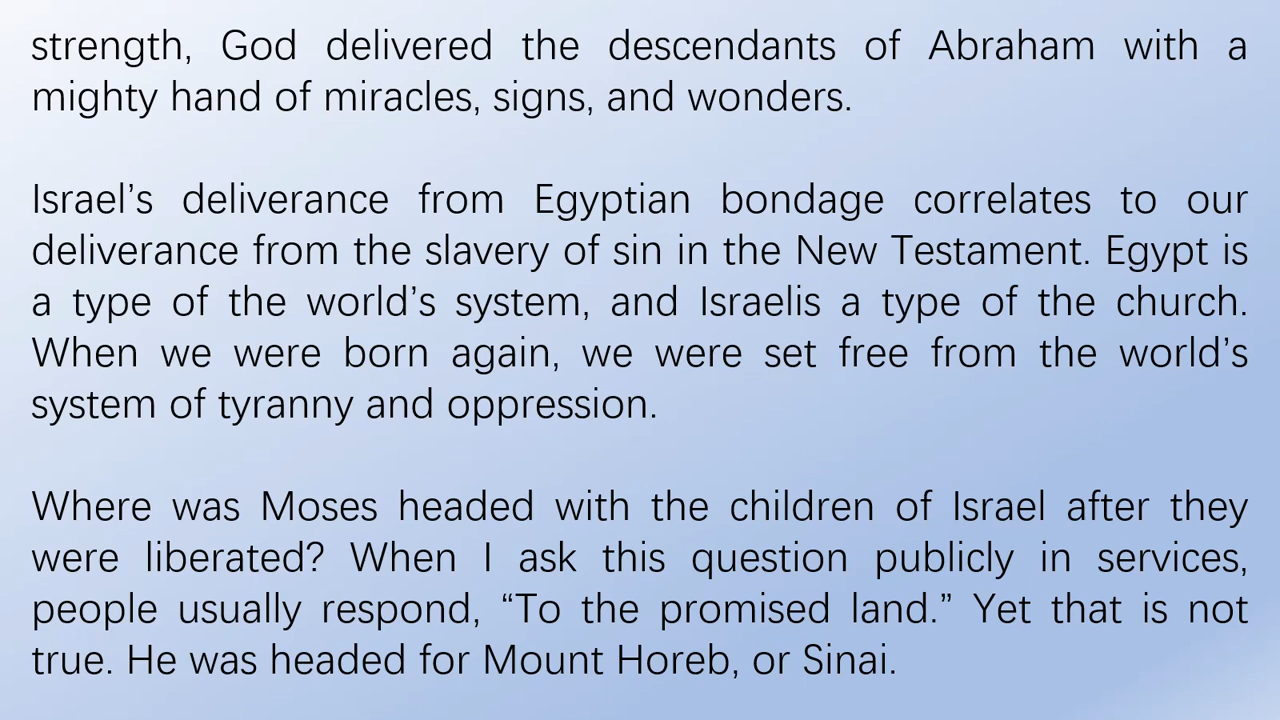 strength, God delivered the descendants of Abraham with a
mighty hand of miracles, signs, and wonders.
Israel’s deliverance from Egyptian bondage correlates to our
deliverance from the slavery of sin in the New Testament. Egypt is
a type of the world’s system, and Israelis a type of the church.
When we were born again, we were set free from the world’s
system of tyranny and oppression.
Where was Moses headed with the children of Israel after they
were liberated? When I ask this question publicly in services,
people usually respond, “To the promised land.” Yet that is not
true. He was headed for Mount Horeb, or Sinai.